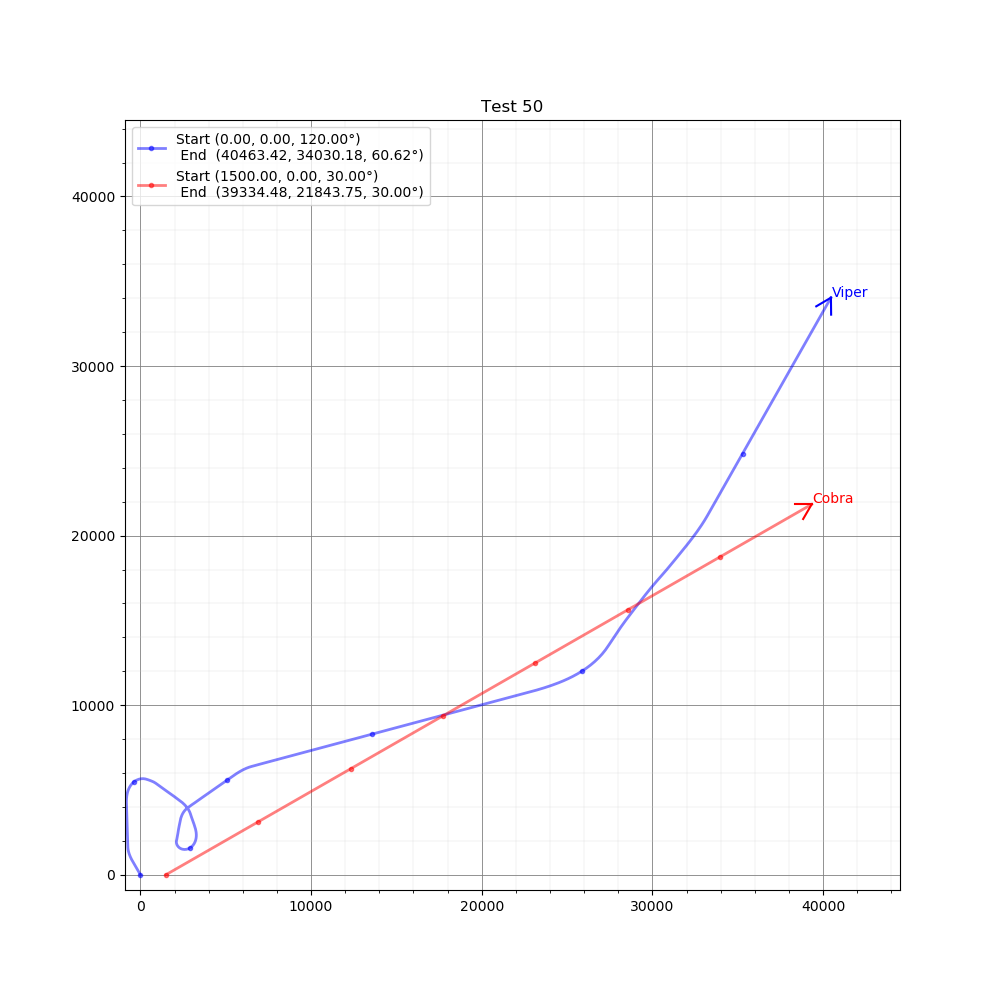 Test 50
Start (0.00, 0.00, 120.00°)
End  (40463.42, 34030.18, 60.62°)
Start (1500.00, 0.00, 30.00°)
End  (39334.48, 21843.75, 30.00°)
40000
Viper
30000
Cobra
20000
10000
0
0 10000 20000 30000 40000